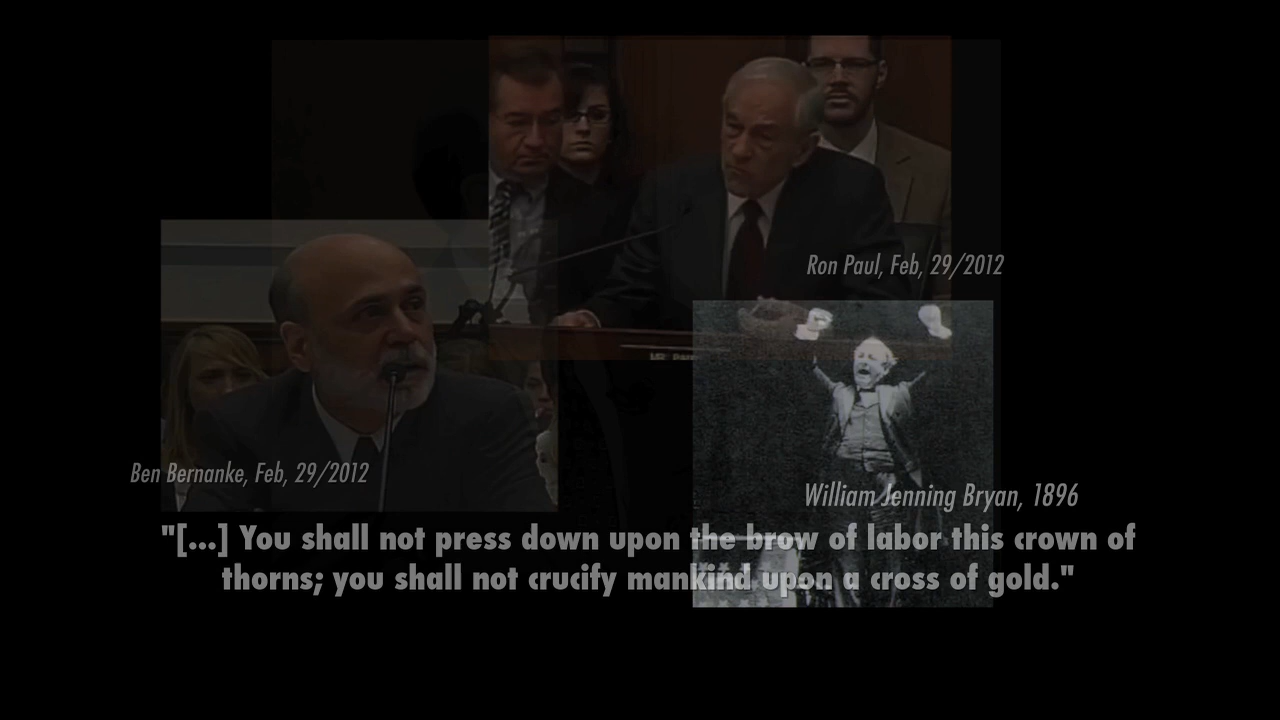 Ron Paul, Feb, 29/2012
Ben Bernanke, Feb, 29/2012
William Jenning Bryan, 1896
"[...] You shall not press down upon the brow of labor this crown of
thorns; you shall not crucify mankind upon a cross of gold."